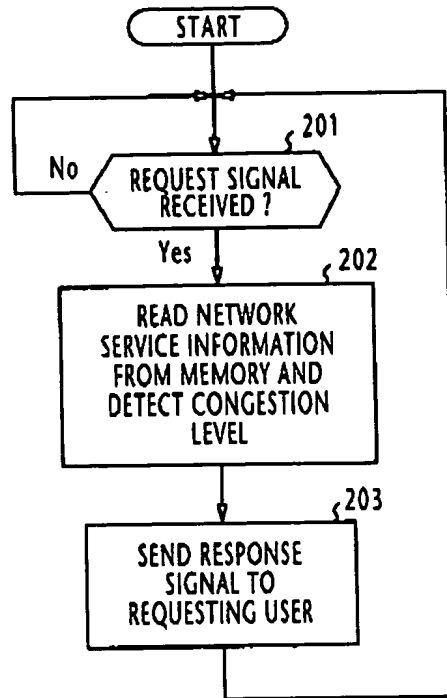 START
201
REQUEST SIGNAL
RECEIVED ?
No
Yes
202
READ NETWORK
SERVICE INFORMATION
FROM MEMORY AND
DETECT CONGESTION
LEVEL
203
SEND RESPONSE
SIGNAL TO
REQUESTING USER